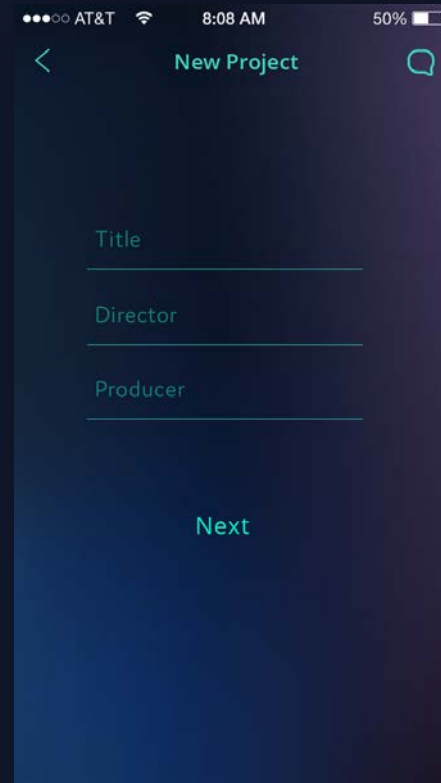 AT&T 8:08 AM 50%
New Project
Title
Director
Producer
Next